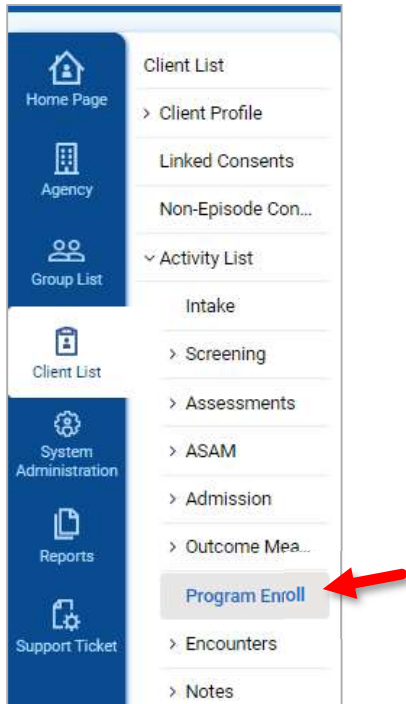 Home Page
Agency
Group List
Client List
System
Administration
Reports
Support Ticket
Client List
> Client Profile
Linked Consents
Non-Episode Con...
Activity List
Intake
> Screening
> Assessments
> ASAM
> Admission
> Outcome Mea...
Program Enroll
> Encounters
> Notes